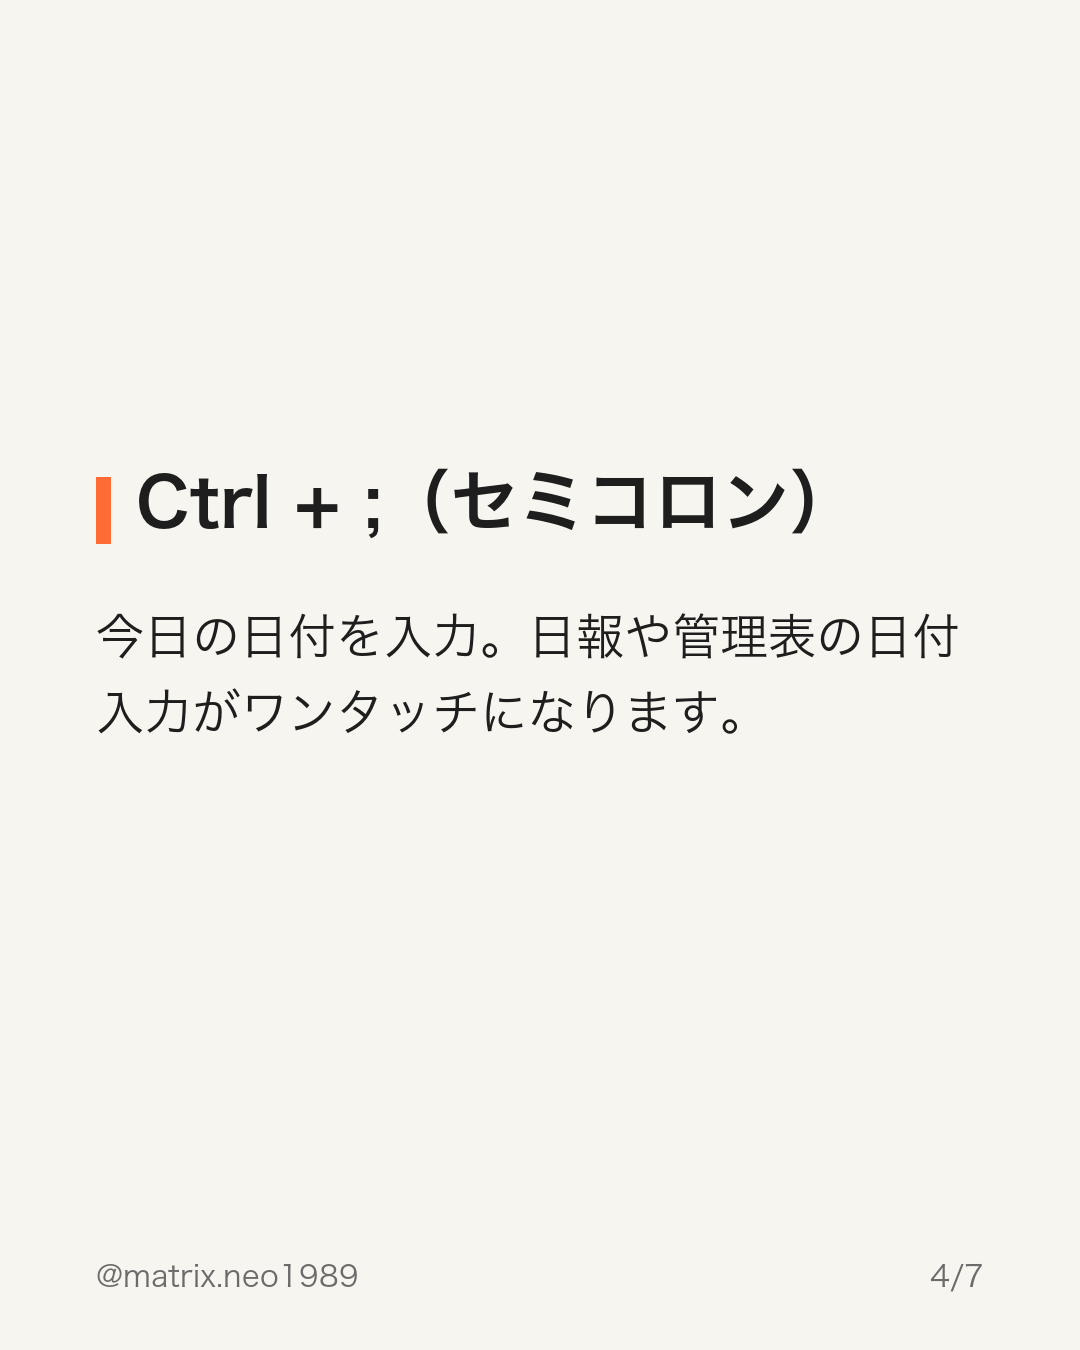 Ctrl + ;（セミコロン）
今日の日付を入力。日報や管理表の日付
入力がワンタッチになります。
@matrix.neo1989
4/7